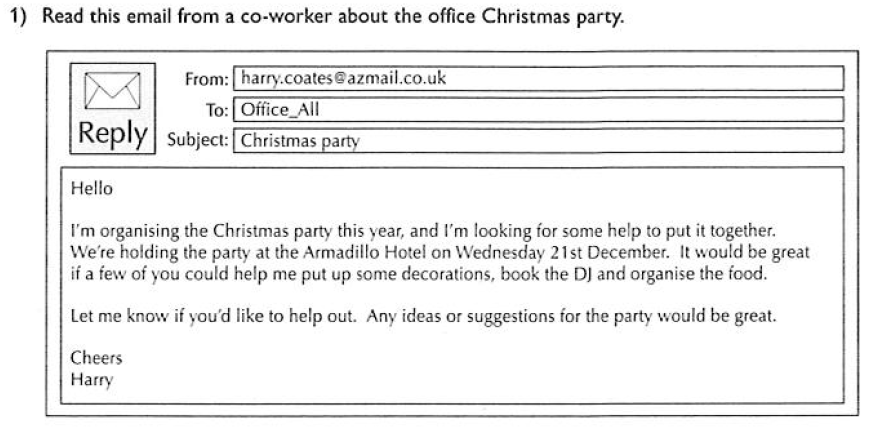 1) Read this email from a co-worker about the office Christmas party.
From: harry.coates@azmail.co.uk
To: Office_All
Reply
Subject: Christmas party
Hello
I'm organising the Christmas party this year, and I'm looking for some help to put it together.
We're holding the party at the Armadillo Hotel on Wednesday 21st December. It would be great
if a few of you could help me put up some decorations, book the DJ and organise the food.
Let me know if you'd like to help out. Any ideas or suggestions for the party would be great.
Cheers
Harry